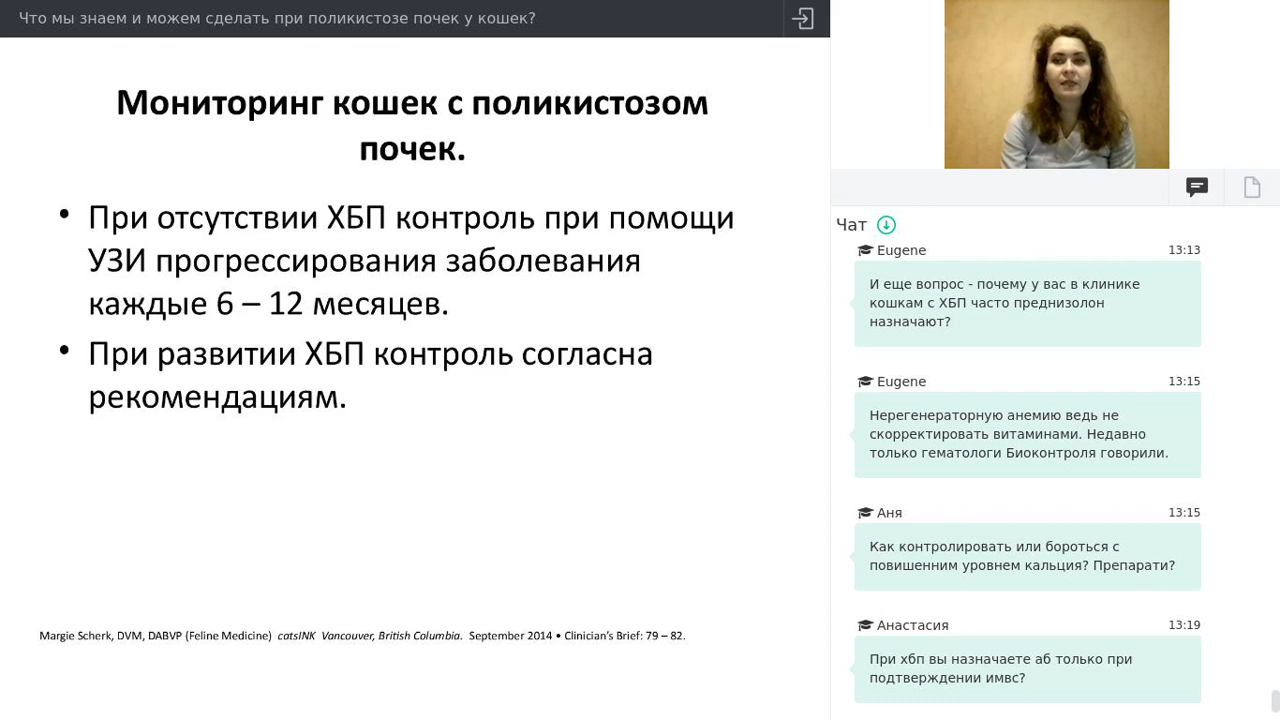 Что мы знаем и можем сделать при поликистозе почек у кошек?
Мониторинг кошек с поликистозом
почек.
• При отсутствии ХБП контроль при помощи
УЗИ прогрессирования заболевания
каждые 6 – 12 месяцев.
• При развитии ХБП контроль согласна
рекомендациям.
Margie Scherk, DVM, DABVP (Feline Medicine) catsINK Vancouver, British Columbia. September 2014 • Clinician’s Brief: 79 – 82.
Чат
Eugene 13:13
И еще вопрос - почему у вас в клинике
кошкам с ХБП часто преднизолон
назначают?
Eugene 13:15
Нерегенераторную анемию ведь не
скорректировать витаминами. Недавно
только гематологи Биоконтроля говорили.
Аня 13:15
Как контролировать или бороться с
повишенним уровнем кальция? Препарати?
Анастасия 13:19
При хбп вы назначаете аб только при
подтверждении имвс?